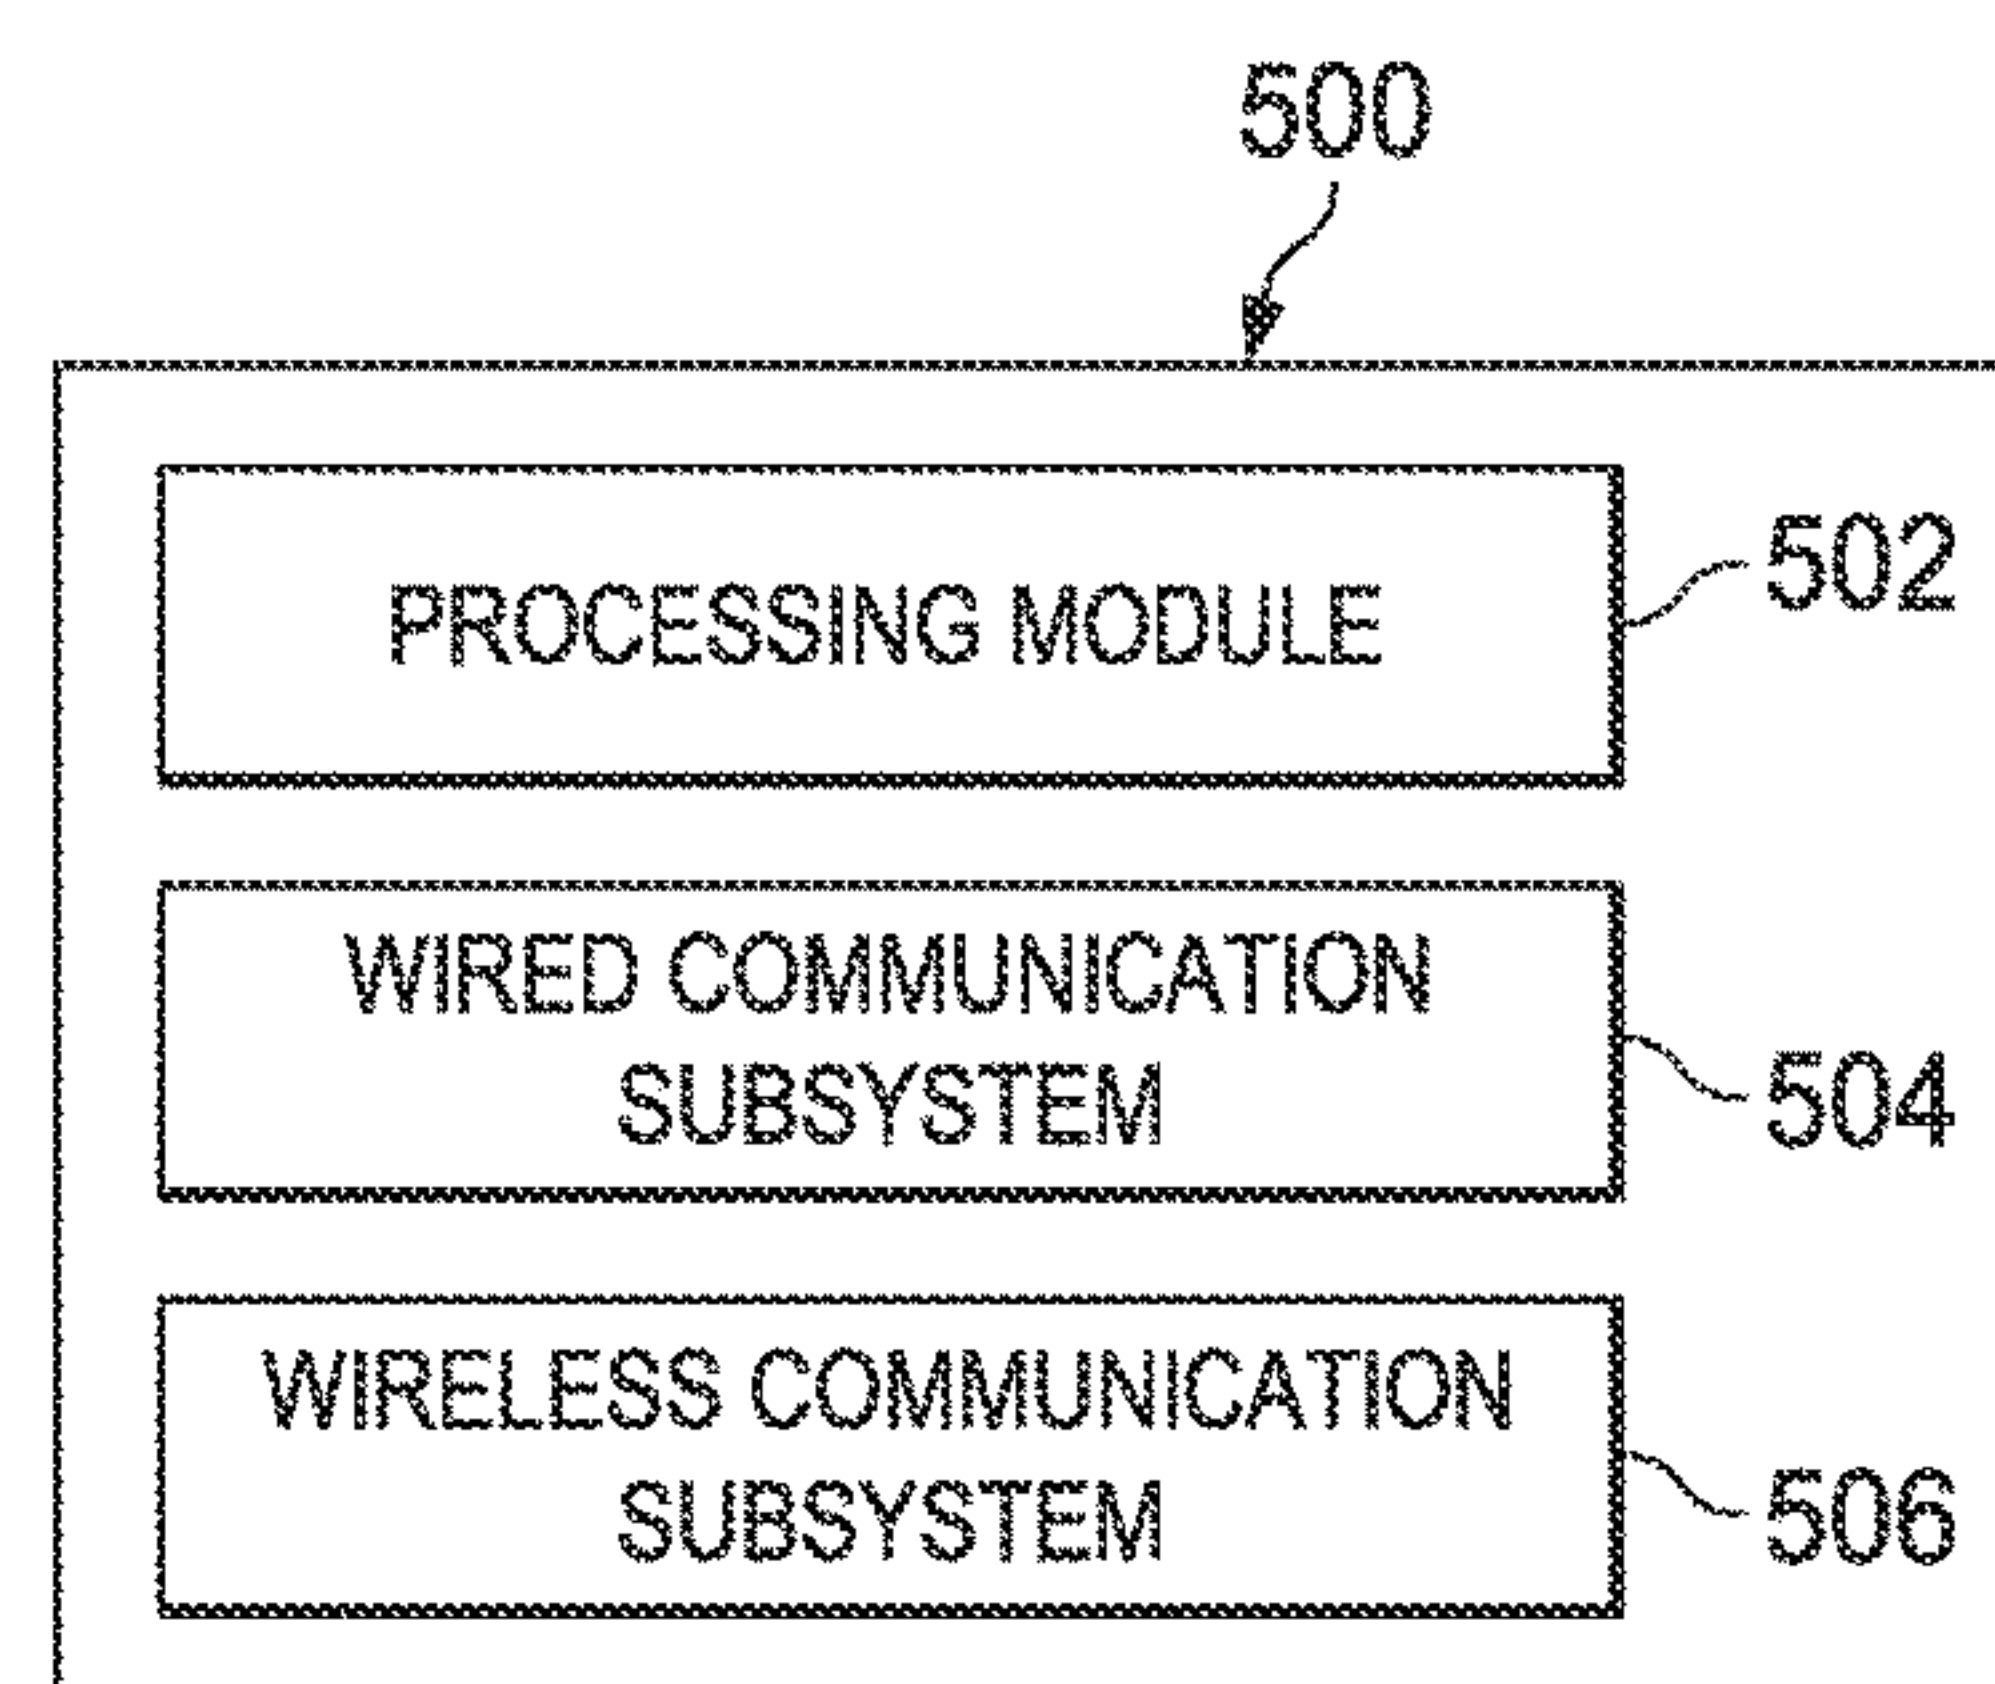 500
PROCESSING MODULE
502
WIRED COMMUNICATION
SUBSYSTEM
504
WIRELESS COMMUNICATION
SUBSYSTEM
506